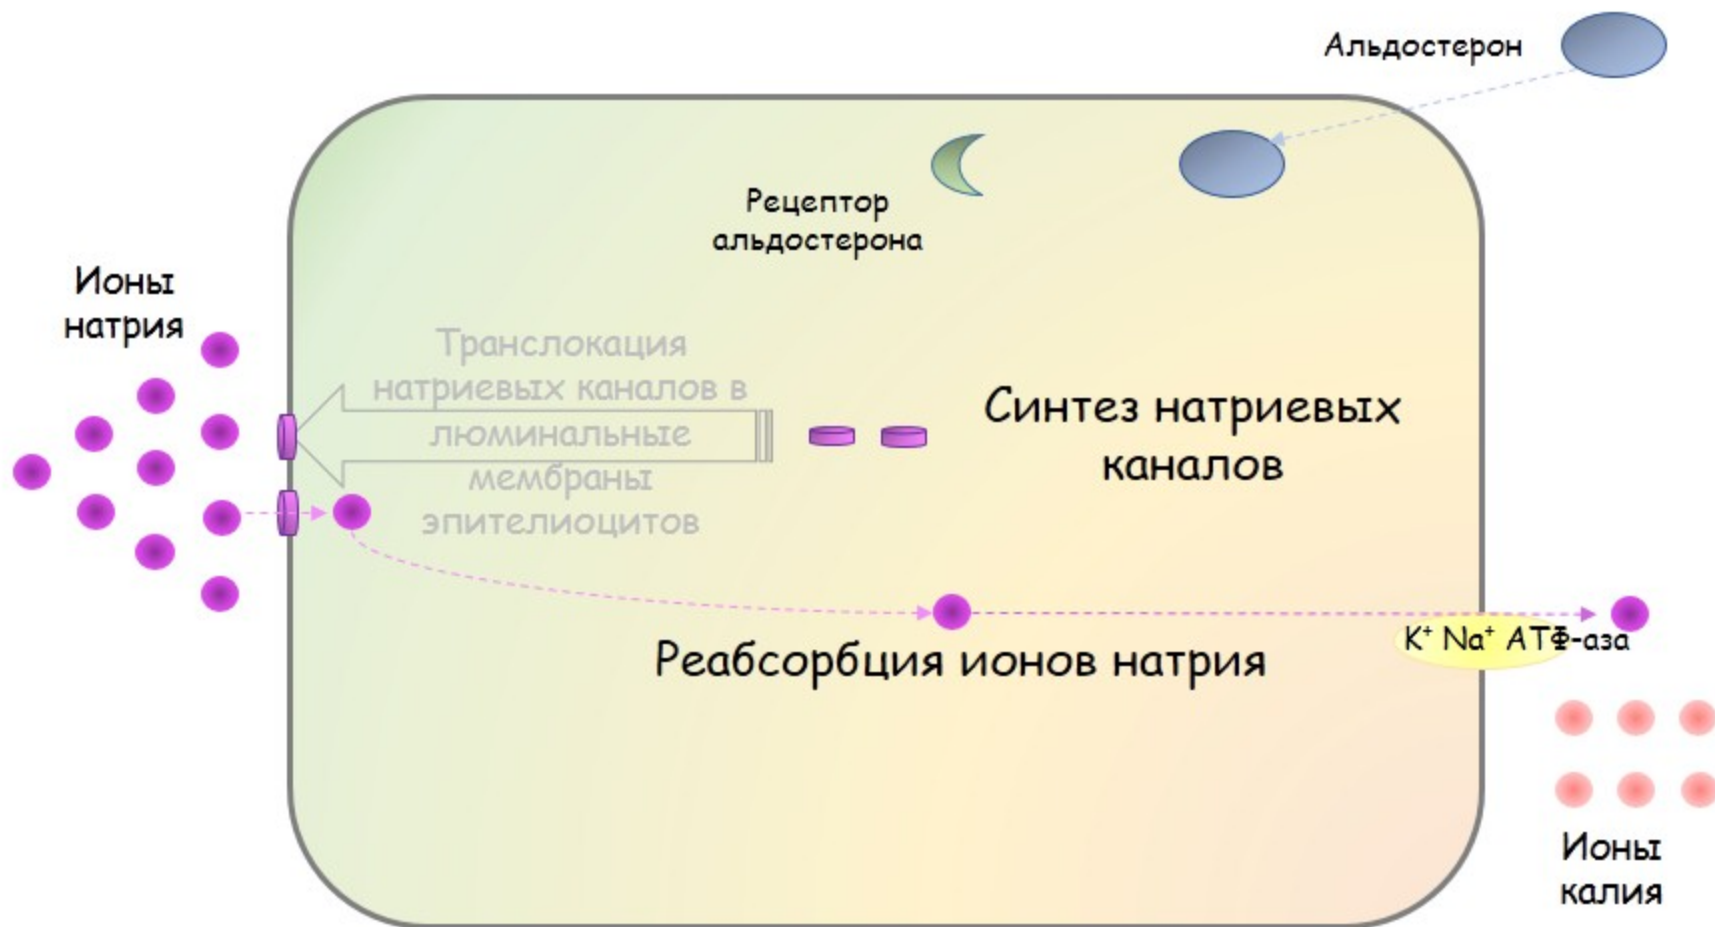 Альдостерон
Рецептор
альдостерона
Ионы
натрия
Транслокация
натриевых каналов в
люминальные
мембраны
эпителиоцитов
Синтез натриевых
каналов
Реабсорбция ионов натрия
K⁺ Na⁺ АТФ-аза
Ионы
калия